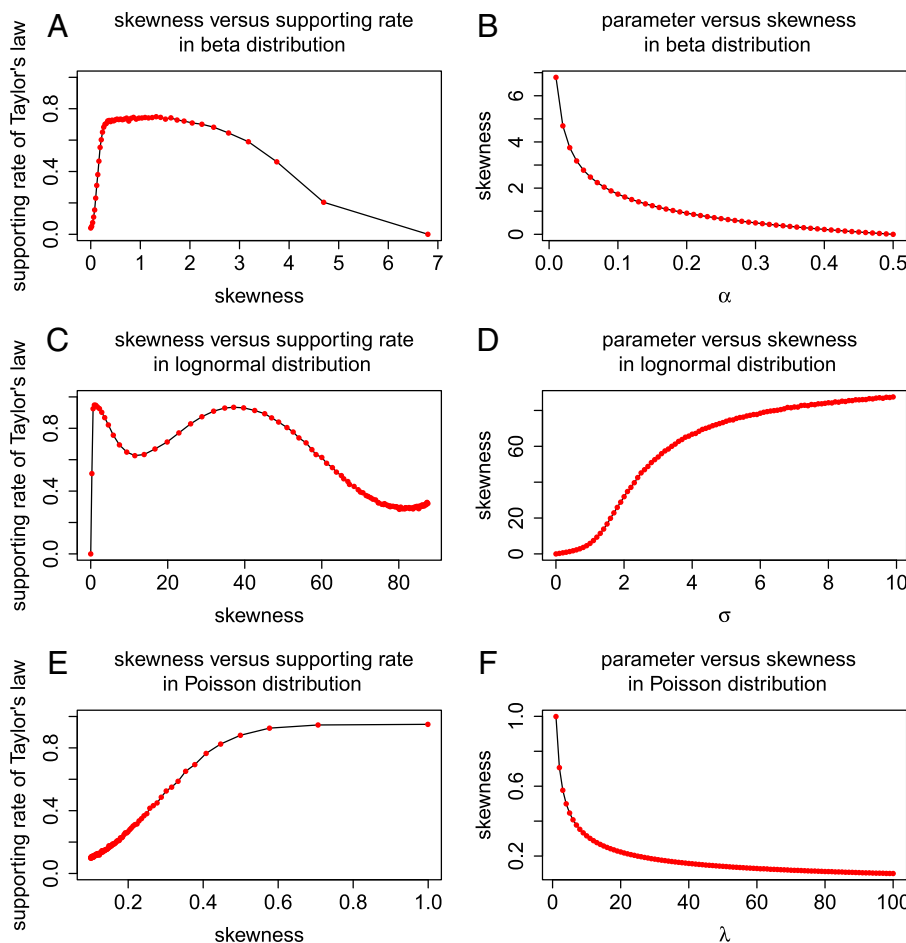 A
skewness versus supporting rate
in beta distribution
supporting rate of Taylor's law
0.0 0.4 0.8
0 1 2 3 4 5 6 7
skewness
B
parameter versus skewness
in beta distribution
skewness
0 2 4 6
0.0 0.1 0.2 0.3 0.4 0.5
α
C
skewness versus supporting rate
in lognormal distribution
supporting rate of Taylor's law
0.0 0.4 0.8
0 20 40 60 80
skewness
D
parameter versus skewness
in lognormal distribution
skewness
0 20 60
0 2 4 6 8 10
σ
E
skewness versus supporting rate
in Poisson distribution
supporting rate of Taylor's law
0.0 0.4 0.8
0.2 0.4 0.6 0.8 1.0
skewness
F
parameter versus skewness
in Poisson distribution
skewness
0.2 0.6 1.0
0 20 40 60 80 100
λ